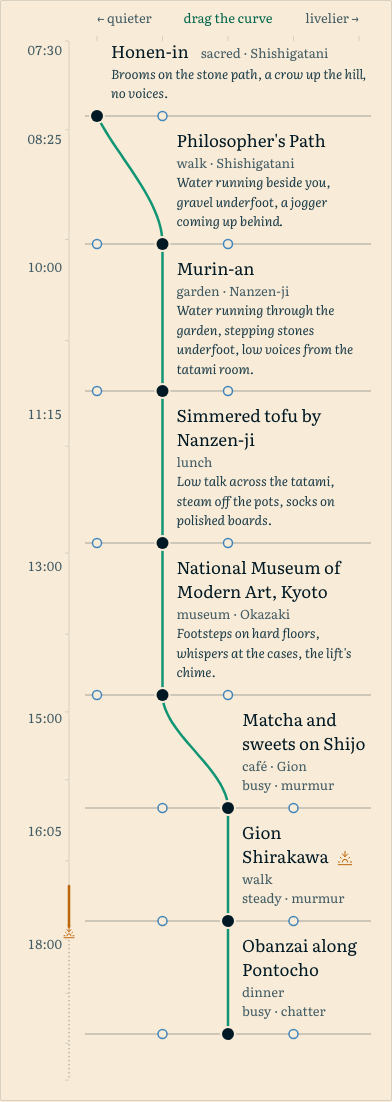 ← quieter drag the curve livelier →
07:30 Honen-in sacred · Shishigatani
Brooms on the stone path, a crow up the hill,
no voices.
08:25 Philosopher's Path
walk · Shishigatani
Water running beside you,
gravel underfoot, a jogger
coming up behind.
10:00 Murin-an
garden · Nanzen-ji
Water running through the
garden, stepping stones
underfoot, low voices from the
tatami room.
11:15 Simmered tofu by
Nanzen-ji
lunch
Low talk across the tatami,
steam off the pots, socks on
polished boards.
13:00 National Museum of
Modern Art, Kyoto
museum · Okazaki
Footsteps on hard floors,
whispers at the cases, the lift's
chime.
15:00 Matcha and
sweets on Shijo
café · Gion
busy · murmur
16:05 Gion
Shirakawa
walk
steady · murmur
18:00 Obanzai along
Pontocho
dinner
busy · chatter